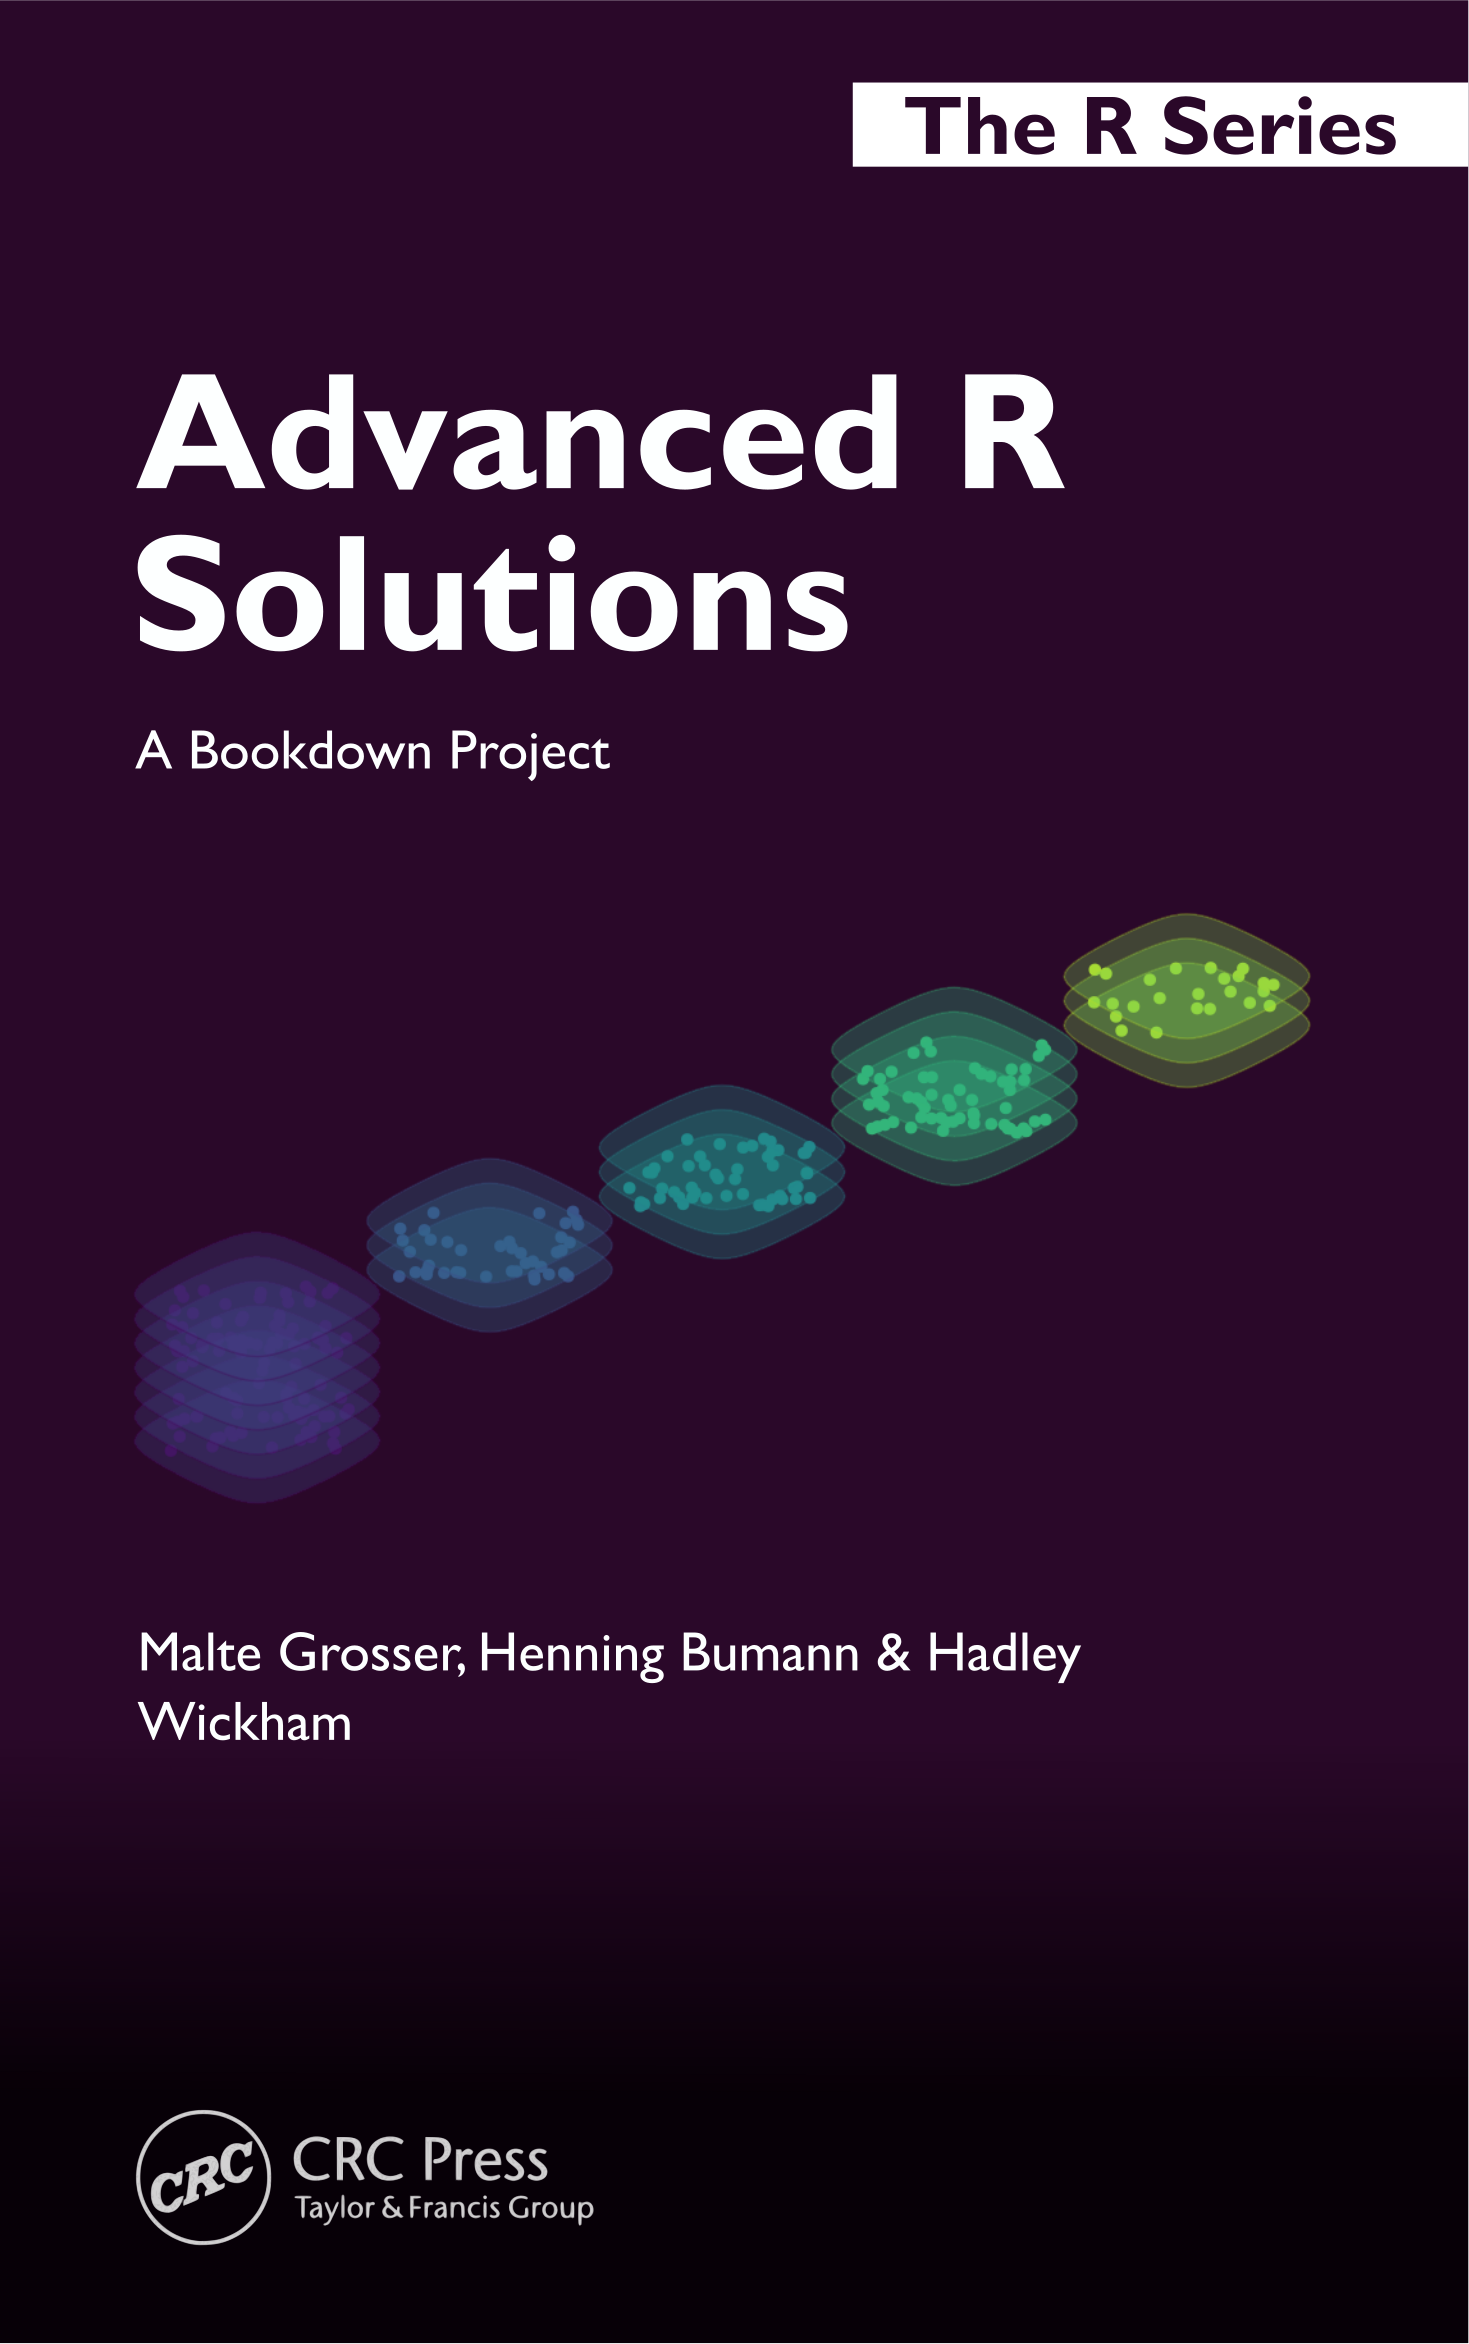 The R Series
Advanced R
Solutions
A Bookdown Project
Malte Grosser, Henning Bumann & Hadley
Wickham
CRC
CRC Press
Taylor & Francis Group